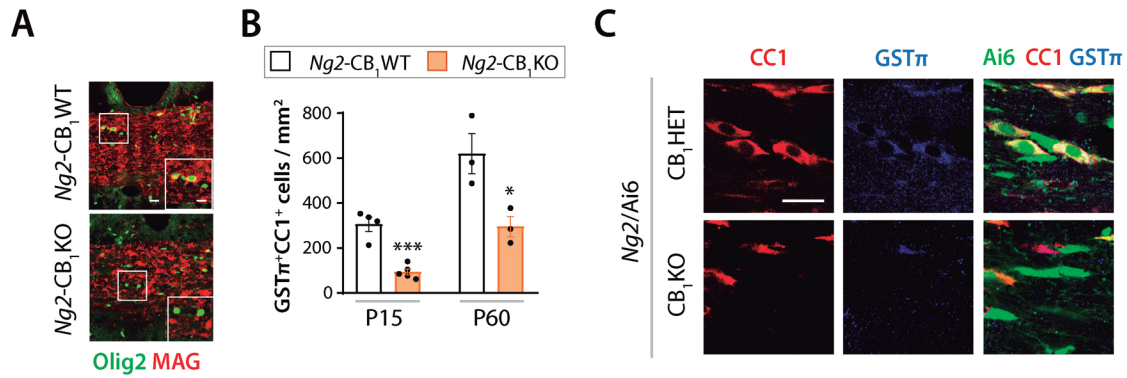 A
Ng2-CB₁WT
Ng2-CB₁KO
Olig2 MAG
B
Ng2-CB₁WT Ng2-CB₁KO
GSTπ⁺CC1⁺ cells / mm²
800
600
400
200
0
***
*
P15 P60
C
CC1 GSTπ Ai6 CC1 GSTπ
Ng2/Ai6
CB₁HET
CB₁KO